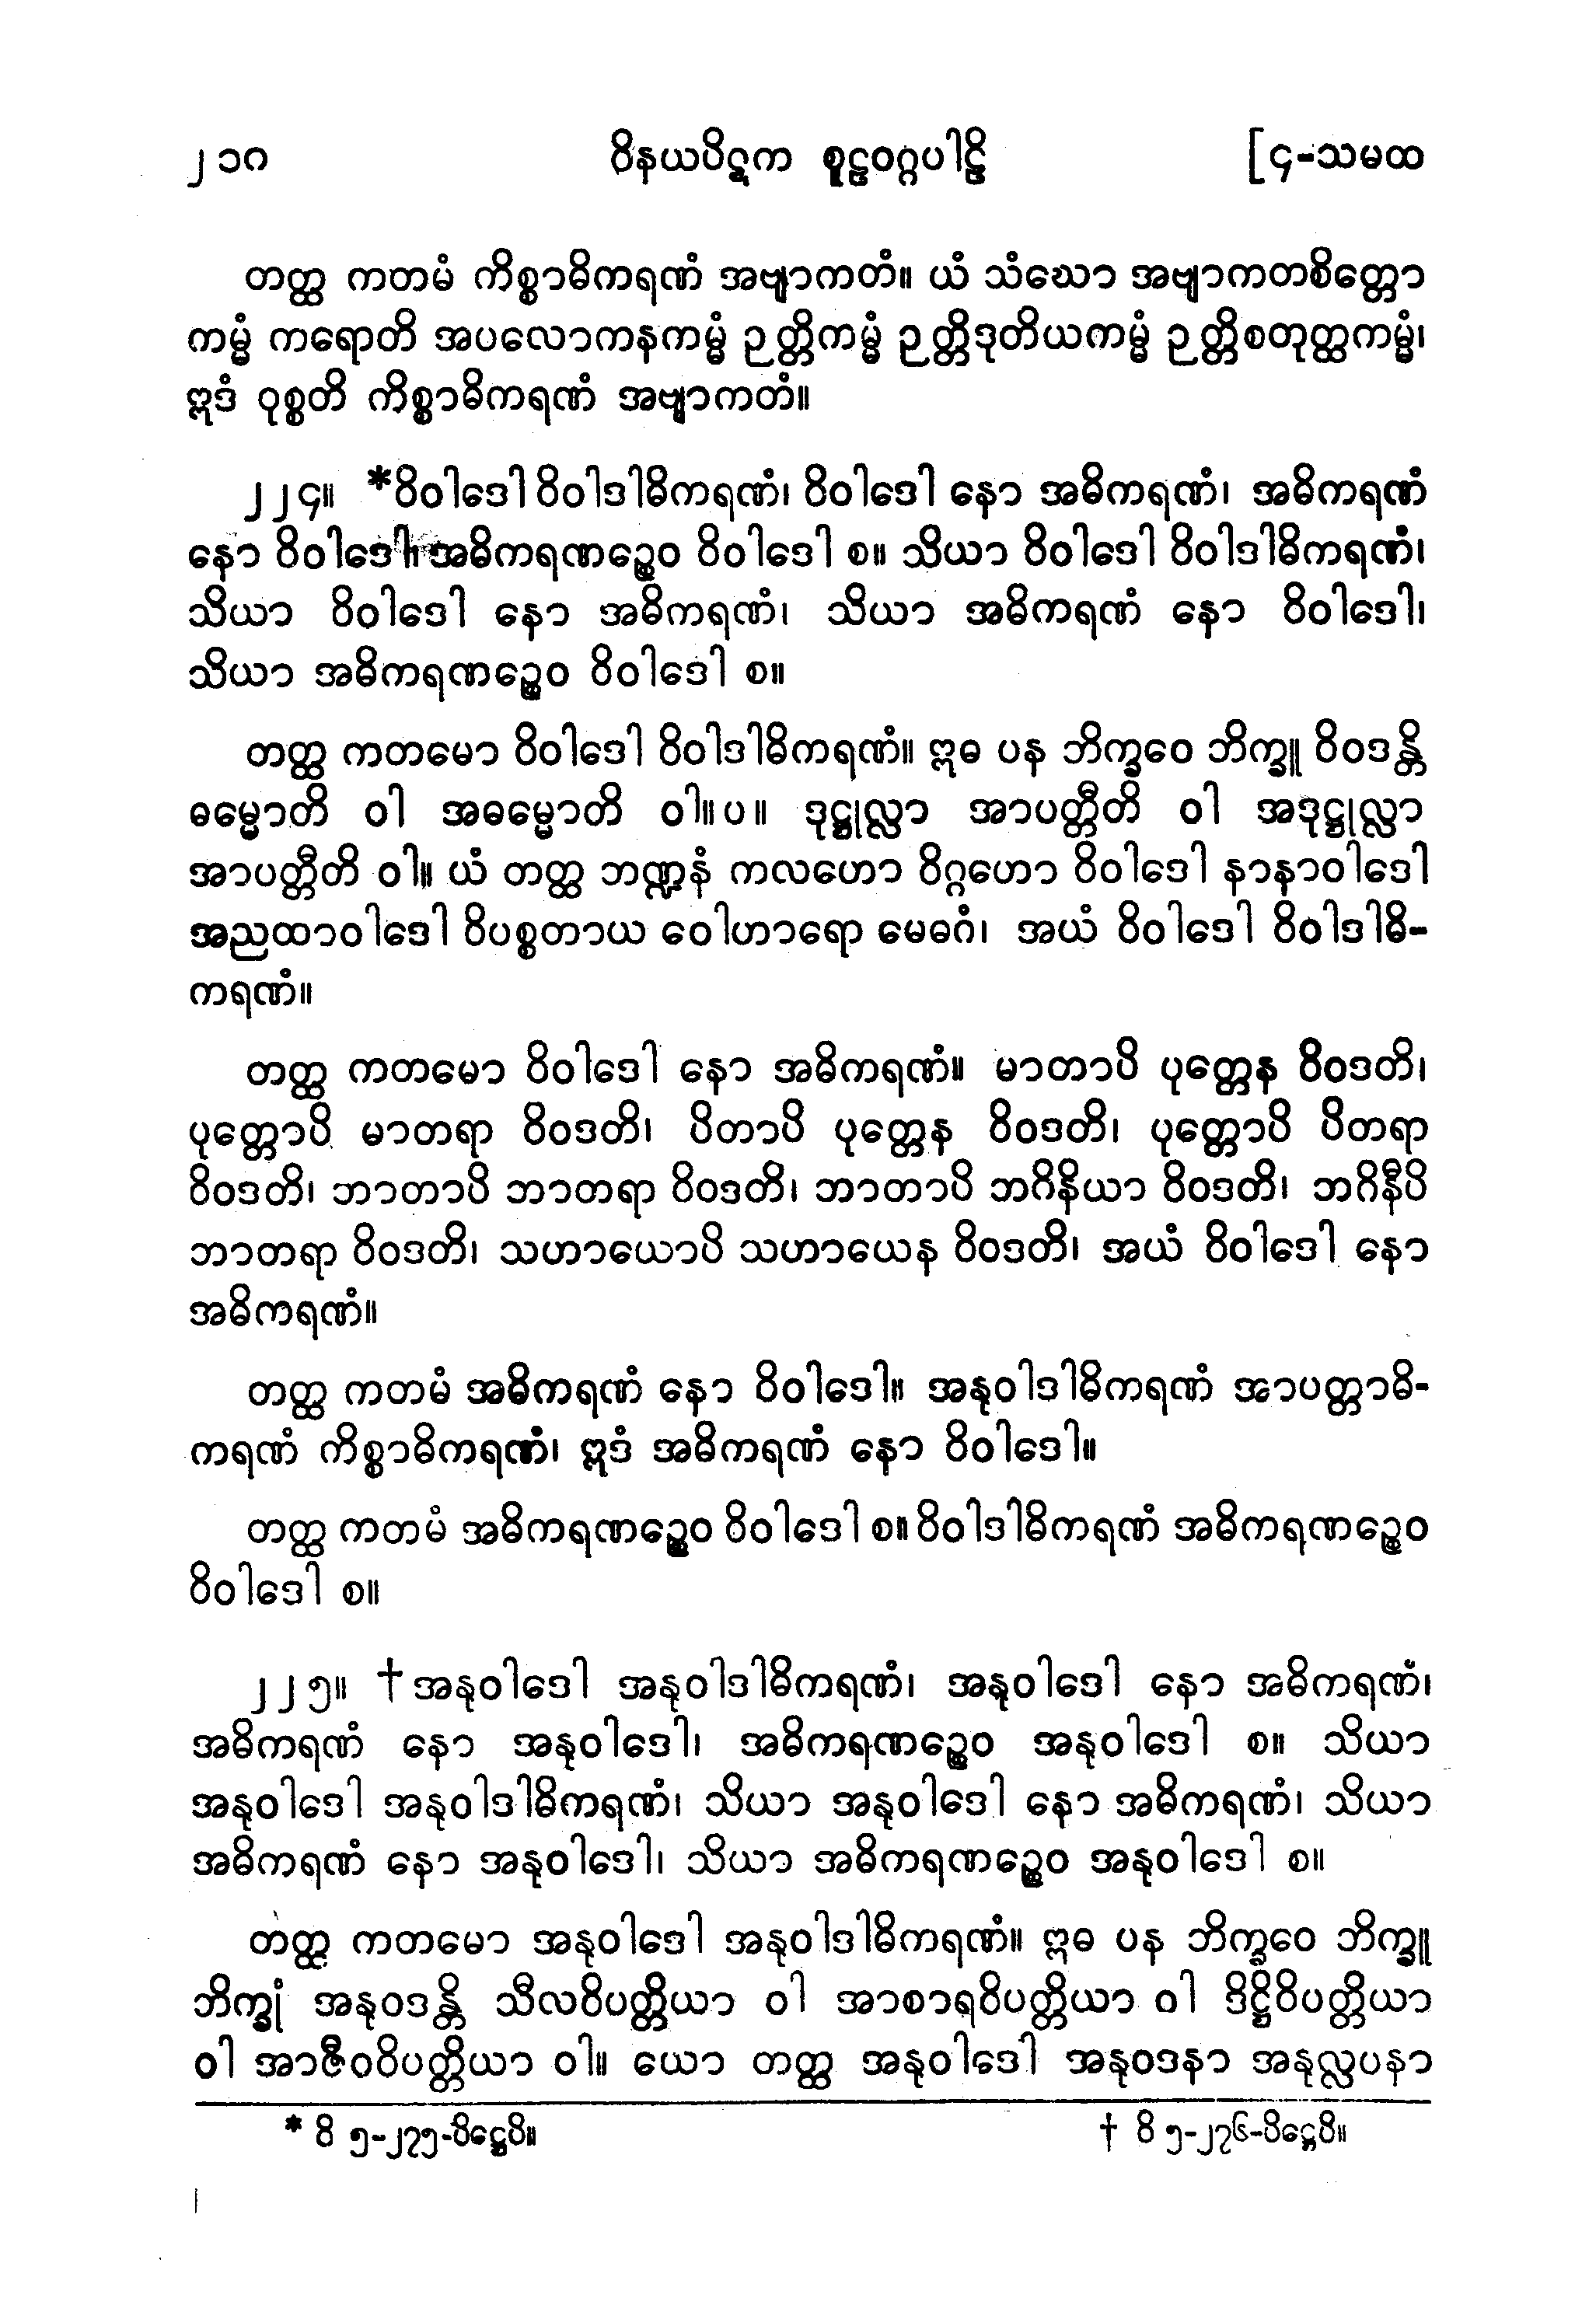 ၂၁၈ ဝိနယပိဋက စူဠဝဂ္ဂပါဠိ [၄-သမထ
တတ္ထ ကတမံ ကိစ္စာဓိကရဏံ အဗျာကတံ။ ယံ သံဃော အဗျာကတစိတ္တော
ကမ္မံ ကရောတိ အပလောကနကမ္မံ ဉတ္တိကမ္မံ ဉတ္တိဒုတိယကမ္မံ ဉတ္တိစတုတ္ထကမ္မံ၊
ဣဒံ ဝုစ္စတိ ကိစ္စာဓိကရဏံ အဗျာကတံ။
၂၂၄။ *ဝိဝါဒေါ ဝိဝါဒါဓိကရဏံ၊ ဝိဝါဒေါ နော အဓိကရဏံ၊ အဓိကရဏံ
နော ဝိဝါဒေါ၊ အဓိကရဏဉ္စေဝ ဝိဝါဒေါ စ။ သိယာ ဝိဝါဒေါ ဝိဝါဒါဓိကရဏံ၊
သိယာ ဝိဝါဒေါ နော အဓိကရဏံ၊ သိယာ အဓိကရဏံ နော ဝိဝါဒေါ၊
သိယာ အဓိကရဏဉ္စေဝ ဝိဝါဒေါ စ။
တတ္ထ ကတမော ဝိဝါဒေါ ဝိဝါဒါဓိကရဏံ။ ဣဓ ပန ဘိက္ခဝေ ဘိက္ခူ ဝိဝဒန္တိ
ဓမ္မောတိ ဝါ အဓမ္မောတိ ဝါ။ပ။ ဒုဋ္ဌုလ္လာ အာပတ္တီတိ ဝါ အဒုဋ္ဌုလ္လာ
အာပတ္တီတိ ဝါ။ ယံ တတ္ထ ဘဏ္ဍနံ ကလဟော ဝိဂ္ဂဟော ဝိဝါဒေါ နာနာဝါဒေါ
အညထာဝါဒေါ ဝိပစ္စတာယ ဝေါဟာရော မေဓဂံ၊ အယံ ဝိဝါဒေါ ဝိဝါဒါဓိ-
ကရဏံ။
တတ္ထ ကတမော ဝိဝါဒေါ နော အဓိကရဏံ။ မာတာပိ ပုတ္တေန ဝိဝဒတိ၊
ပုတ္တောပိ မာတရာ ဝိဝဒတိ၊ ပိတာပိ ပုတ္တေန ဝိဝဒတိ၊ ပုတ္တောပိ ပိတရာ
ဝိဝဒတိ၊ ဘာတာပိ ဘာတရာ ဝိဝဒတိ၊ ဘာတာပိ ဘဂိနိယာ ဝိဝဒတိ၊ ဘဂိနီပိ
ဘာတရာ ဝိဝဒတိ၊ သဟာယောပိ သဟာယေန ဝိဝဒတိ၊ အယံ ဝိဝါဒေါ နော
အဓိကရဏံ။
တတ္ထ ကတမံ အဓိကရဏံ နော ဝိဝါဒေါ။ အနုဝါဒါဓိကရဏံ အာပတ္တာဓိ-
ကရဏံ ကိစ္စာဓိကရဏံ၊ ဣဒံ အဓိကရဏံ နော ဝိဝါဒေါ။
တတ္ထ ကတမံ အဓိကရဏဉ္စေဝ ဝိဝါဒေါ စ။ ဝိဝါဒါဓိကရဏံ အဓိကရဏဉ္စေဝ
ဝိဝါဒေါ စ။
၂၂၅။ †အနုဝါဒေါ အနုဝါဒါဓိကရဏံ၊ အနုဝါဒေါ နော အဓိကရဏံ၊
အဓိကရဏံ နော အနုဝါဒေါ၊ အဓိကရဏဉ္စေဝ အနုဝါဒေါ စ။ သိယာ
အနုဝါဒေါ အနုဝါဒါဓိကရဏံ၊ သိယာ အနုဝါဒေါ နော အဓိကရဏံ၊ သိယာ
အဓိကရဏံ နော အနုဝါဒေါ၊ သိယာ အဓိကရဏဉ္စေဝ အနုဝါဒေါ စ။
တတ္ထ ကတမော အနုဝါဒေါ အနုဝါဒါဓိကရဏံ။ ဣဓ ပန ဘိက္ခဝေ ဘိက္ခူ
ဘိက္ခုံ အနုဝဒန္တိ သီလဝိပတ္တိယာ ဝါ အာစာရဝိပတ္တိယာ ဝါ ဒိဋ္ဌိဝိပတ္တိယာ
ဝါ အာဇီဝဝိပတ္တိယာ ဝါ။ ယော တတ္ထ အနုဝါဒေါ အနုဝဒနာ အနုလ္လပနာ
* ဝိ ၅-၂၇၅-ပိဋ္ဌေပိ။ † ဝိ ၅-၂၇၆-ပိဋ္ဌေပိ။